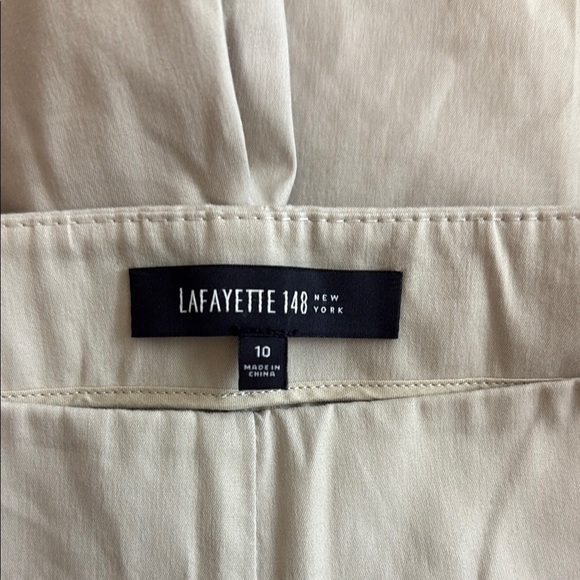 LAFAYETTE 148 NEW YORK
10
MADE IN
CHINA